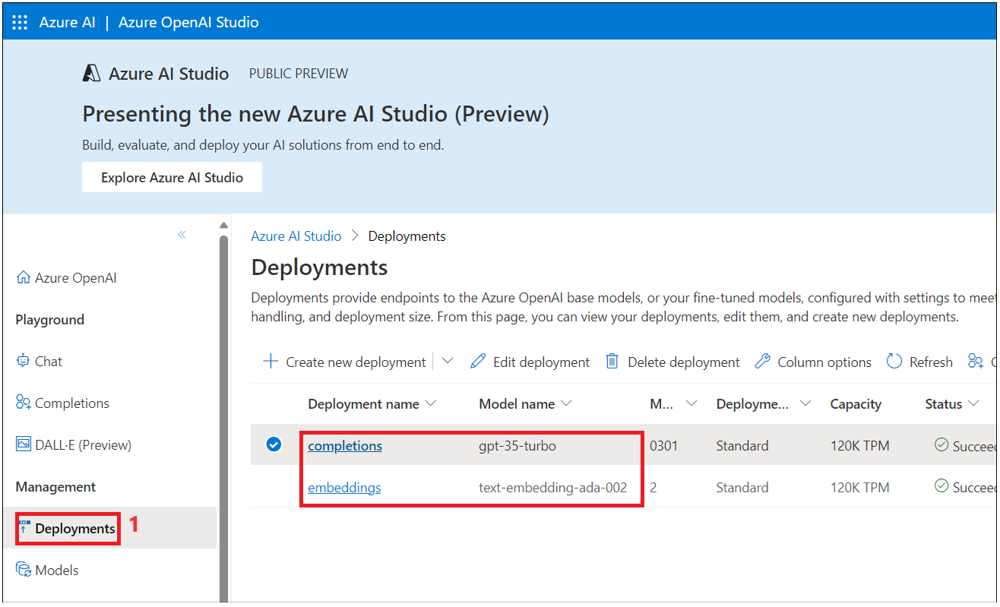 Azure AI | Azure OpenAI Studio
Azure AI Studio PUBLIC PREVIEW
Presenting the new Azure AI Studio (Preview)
Build, evaluate, and deploy your AI solutions from end to end.
Explore Azure AI Studio
«
Azure OpenAI
Playground
Chat
Completions
DALL·E (Preview)
Management
Deployments 1
Models
Azure AI Studio > Deployments
Deployments
Deployments provide endpoints to the Azure OpenAI base models, or your fine-tuned models, configured with settings to meet
handling, and deployment size. From this page, you can view your deployments, edit them, and create new deployments.
Create new deployment Edit deployment Delete deployment Column options Refresh
Deployment name Model name M... Deployme... Capacity Status
completions gpt-35-turbo 0301 Standard 120K TPM Succee
embeddings text-embedding-ada-002 2 Standard 120K TPM Succee